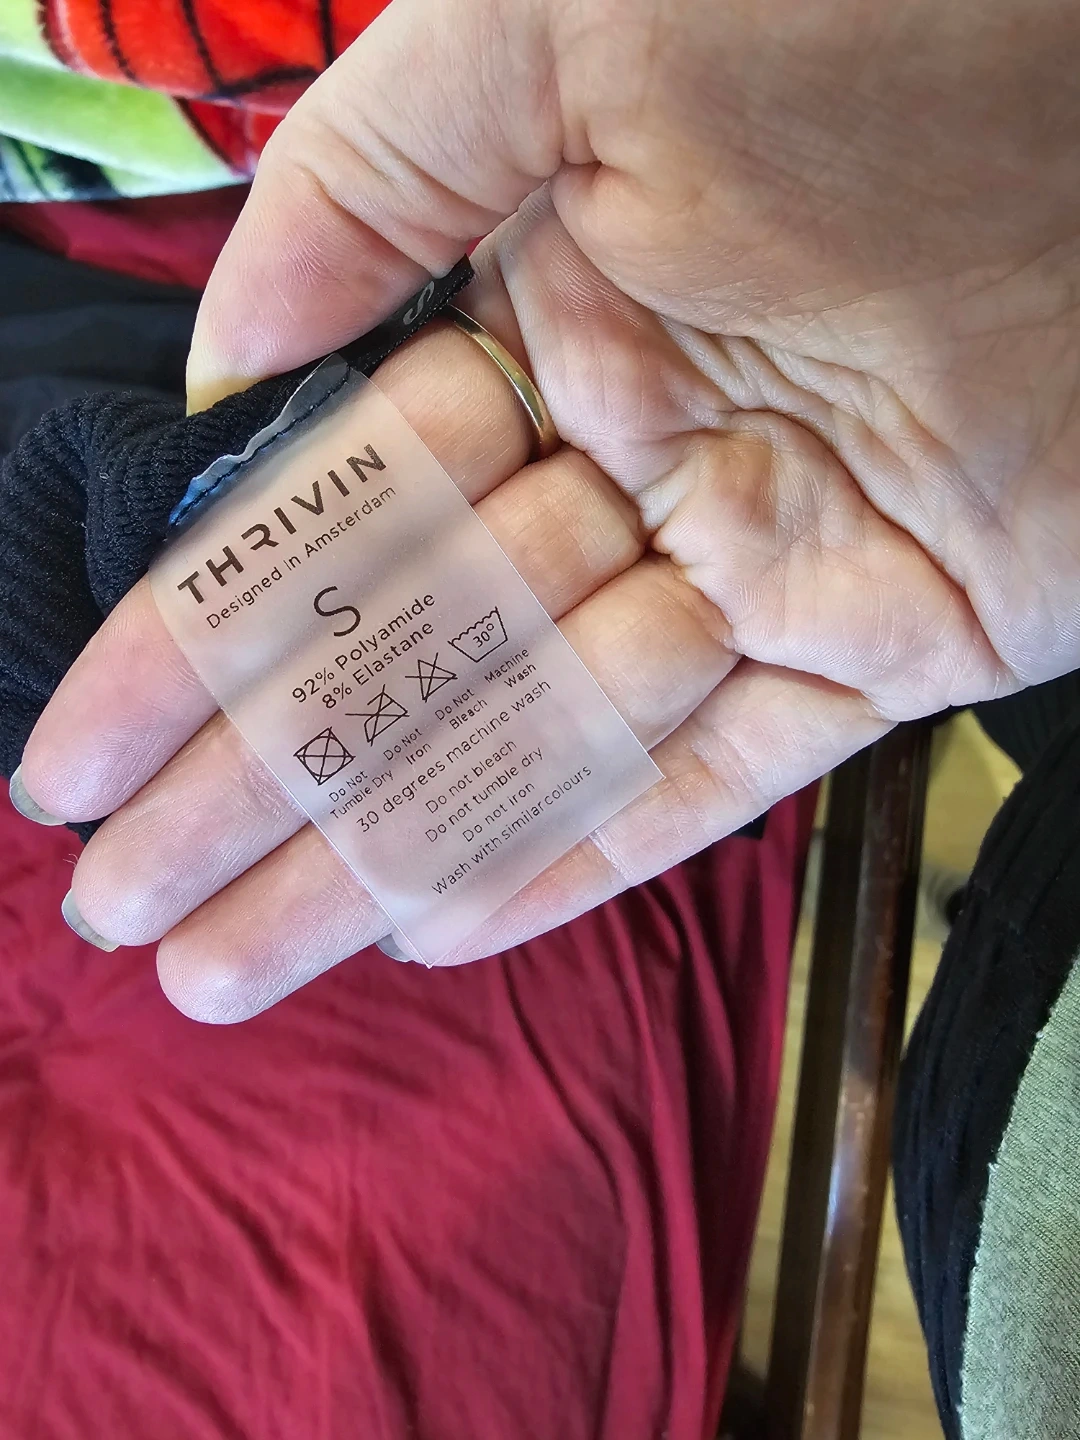 S
THRIVIN
Designed in Amsterdam
S
92% Polyamide
8% Elastane
30°
Do Not Tumble Dry
Do Not Iron
Do Not Bleach
Machine Wash
30 degrees machine wash
Do not bleach
Do not tumble dry
Do not iron
Wash with similar colours